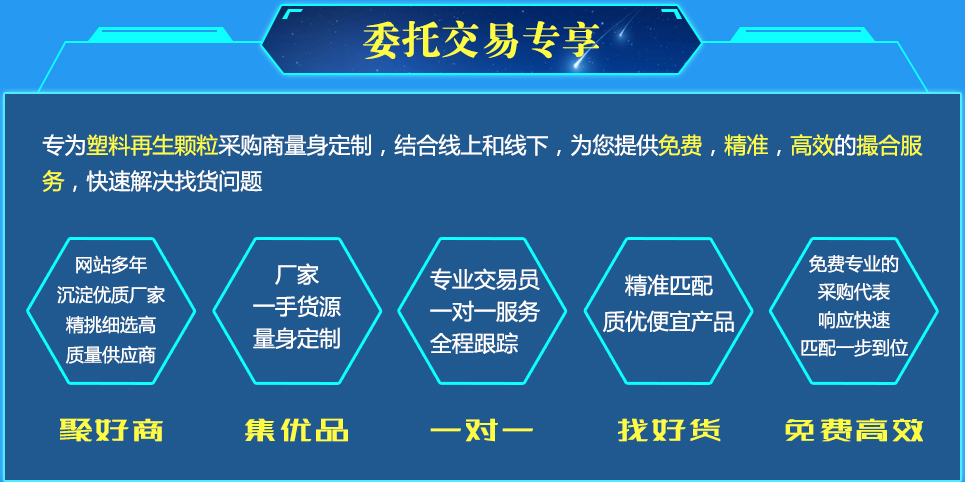 委托交易专享
专为塑料再生颗粒采购商量身定制，结合线上和线下，为您提供免费，精准，高效的撮合服
务，快速解决找货问题
网站多年
沉淀优质厂家
精挑细选高
质量供应商
厂家
一手货源
量身定制
专业交易员
一对一服务
全程跟踪
精准匹配
质优便宜产品
免费专业的
采购代表
响应快速
匹配一步到位
聚好商
集优品
一对一
找好货
免费高效